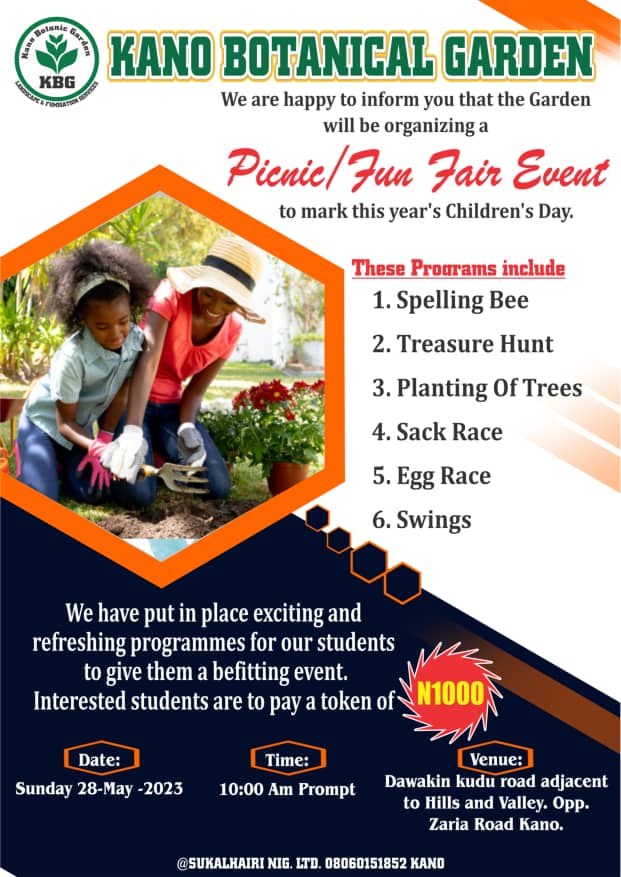 Kano Botanic Garden
KBG
LANDSCAPE & FUMIGATION SERVICES
KANO BOTANICAL GARDEN
We are happy to inform you that the Garden
will be organizing a
Picnic/Fun Fair Event
to mark this year's Children's Day.
These Programs include
1. Spelling Bee
2. Treasure Hunt
3. Planting Of Trees
4. Sack Race
5. Egg Race
6. Swings
We have put in place exciting and
refreshing programmes for our students
to give them a befitting event.
Interested students are to pay a token of
N1000
Date:
Sunday 28-May -2023
Time:
10:00 Am Prompt
Venue:
Dawakin kudu road adjacent
to Hills and Valley. Opp.
Zaria Road Kano.
@SUKALHAIRI NIG. LTD. 08060151852 KANO